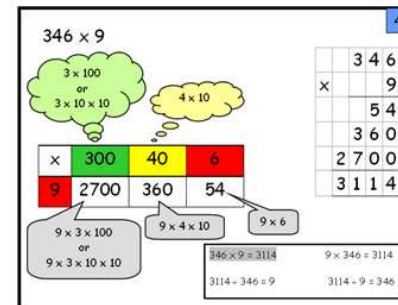 4
346 x 9
3 x 100
or
3 x 10 x 10
4 x 10
x 300 40 6
9 2700 360 54
9 x 3 x 100
or
9 x 3 x 10 x 10
9 x 4 x 10
9 x 6
3 4 6
x 9
5 4
3 6 0
2 7 0 0
3 1 1 4
346 x 9 = 3114 9 x 346 = 3114
3114 ÷ 346 = 9 3114 ÷ 9 = 346